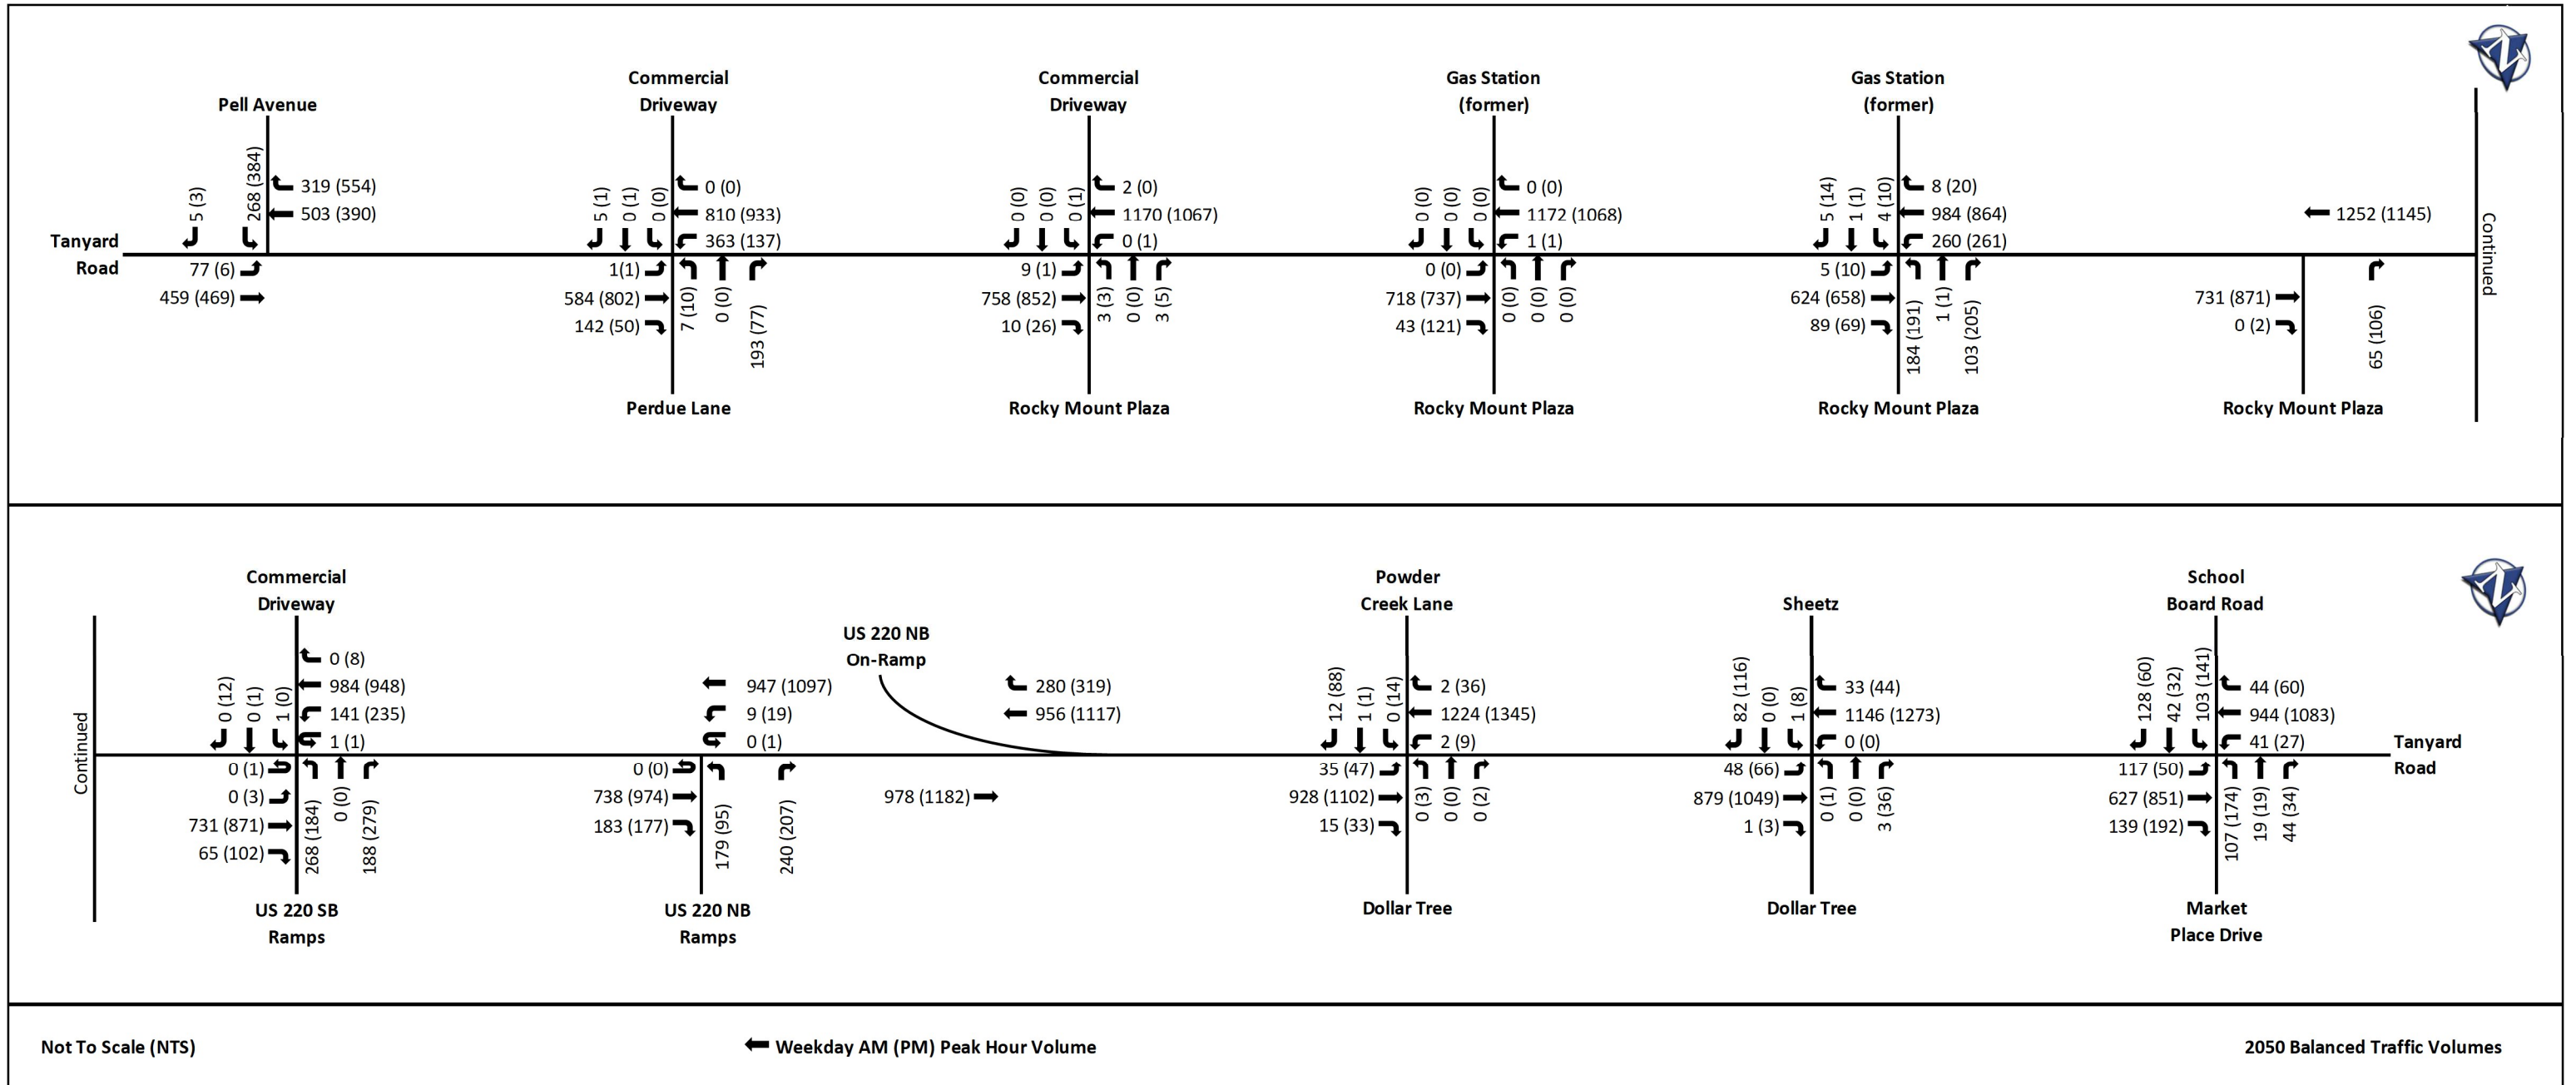 Pell Avenue
5 (3)
268 (384)
319 (554)
503 (390)
Tanyard
Road
77 (6)
459 (469)
Commercial
Driveway
5 (1)
0 (1)
0 (0)
0 (0)
810 (933)
363 (137)
1(1)
584 (802)
142 (50)
7 (10)
0 (0)
193 (77)
Perdue Lane
Commercial
Driveway
0 (0)
0 (0)
0 (1)
2 (0)
1170 (1067)
0 (1)
9 (1)
758 (852)
10 (26)
3 (3)
0 (0)
3 (5)
Rocky Mount Plaza
Gas Station
(former)
0 (0)
0 (0)
0 (0)
0 (0)
1172 (1068)
1 (1)
0 (0)
718 (737)
43 (121)
0 (0)
0 (0)
0 (0)
Rocky Mount Plaza
Gas Station
(former)
5 (14)
1 (1)
4 (10)
8 (20)
984 (864)
260 (261)
5 (10)
624 (658)
89 (69)
184 (191)
1 (1)
103 (205)
Rocky Mount Plaza
1252 (1145)
731 (871)
0 (2)
65 (106)
Rocky Mount Plaza
Continued
Continued
Commercial
Driveway
0 (12)
0 (1)
1 (0)
0 (8)
984 (948)
141 (235)
1 (1)
0 (1)
0 (3)
731 (871)
65 (102)
268 (184)
0 (0)
188 (279)
US 220 SB
Ramps
947 (1097)
9 (19)
0 (1)
0 (0)
738 (974)
183 (177)
179 (95)
240 (207)
US 220 NB
Ramps
US 220 NB
On-Ramp
280 (319)
956 (1117)
978 (1182)
Powder
Creek Lane
12 (88)
1 (1)
0 (14)
2 (36)
1224 (1345)
2 (9)
35 (47)
928 (1102)
15 (33)
0 (3)
0 (0)
0 (2)
Dollar Tree
Sheetz
82 (116)
0 (0)
1 (8)
33 (44)
1146 (1273)
0 (0)
48 (66)
879 (1049)
1 (3)
0 (1)
0 (0)
3 (36)
Dollar Tree
School
Board Road
128 (60)
42 (32)
103 (141)
44 (60)
944 (1083)
41 (27)
Tanyard
Road
117 (50)
627 (851)
139 (192)
107 (174)
19 (19)
44 (34)
Market
Place Drive
Not To Scale (NTS)
Weekday AM (PM) Peak Hour Volume
2050 Balanced Traffic Volumes